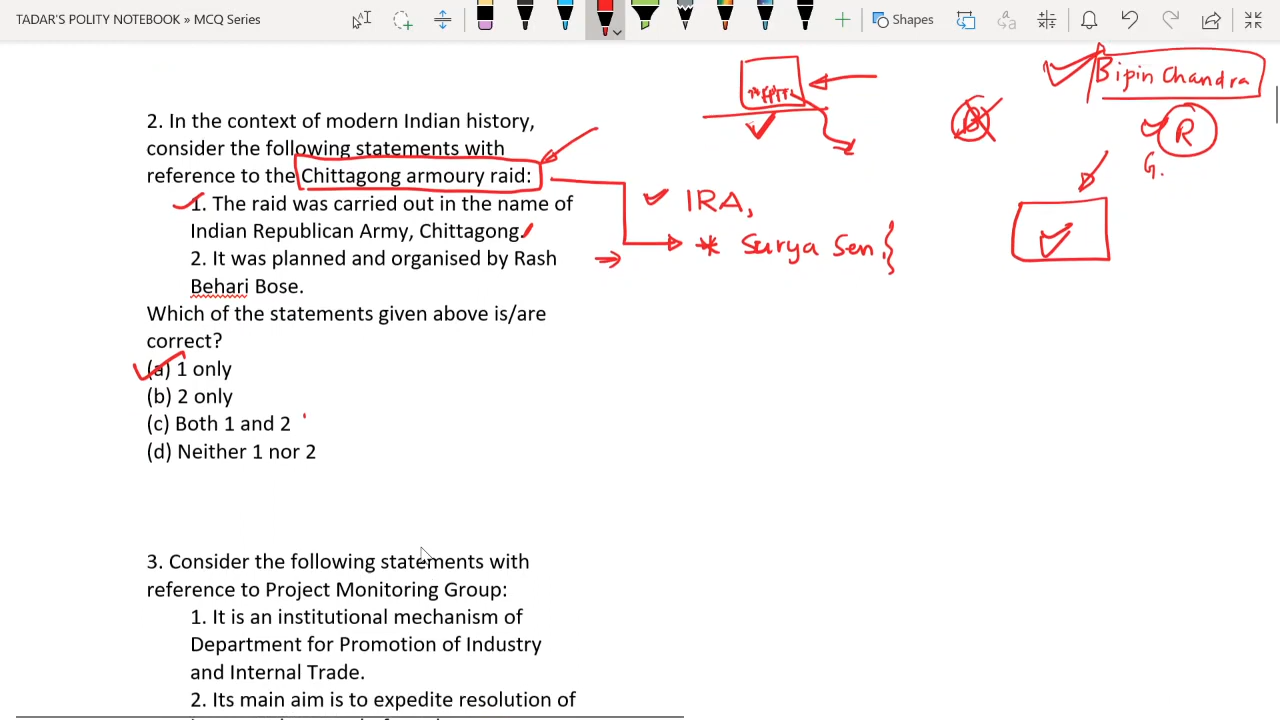 TADAR'S POLITY NOTEBOOK » MCQ Series
Shapes
Bipin Chandra
R
G.
2. In the context of modern Indian history,
consider the following statements with
reference to the Chittagong armoury raid:
1. The raid was carried out in the name of
Indian Republican Army, Chittagong.
2. It was planned and organised by Rash
Behari Bose.
Which of the statements given above is/are
correct?
(a) 1 only
(b) 2 only
(c) Both 1 and 2
(d) Neither 1 nor 2
IRA,
* Surya Sen
3. Consider the following statements with
reference to Project Monitoring Group:
1. It is an institutional mechanism of
Department for Promotion of Industry
and Internal Trade.
2. Its main aim is to expedite resolution of